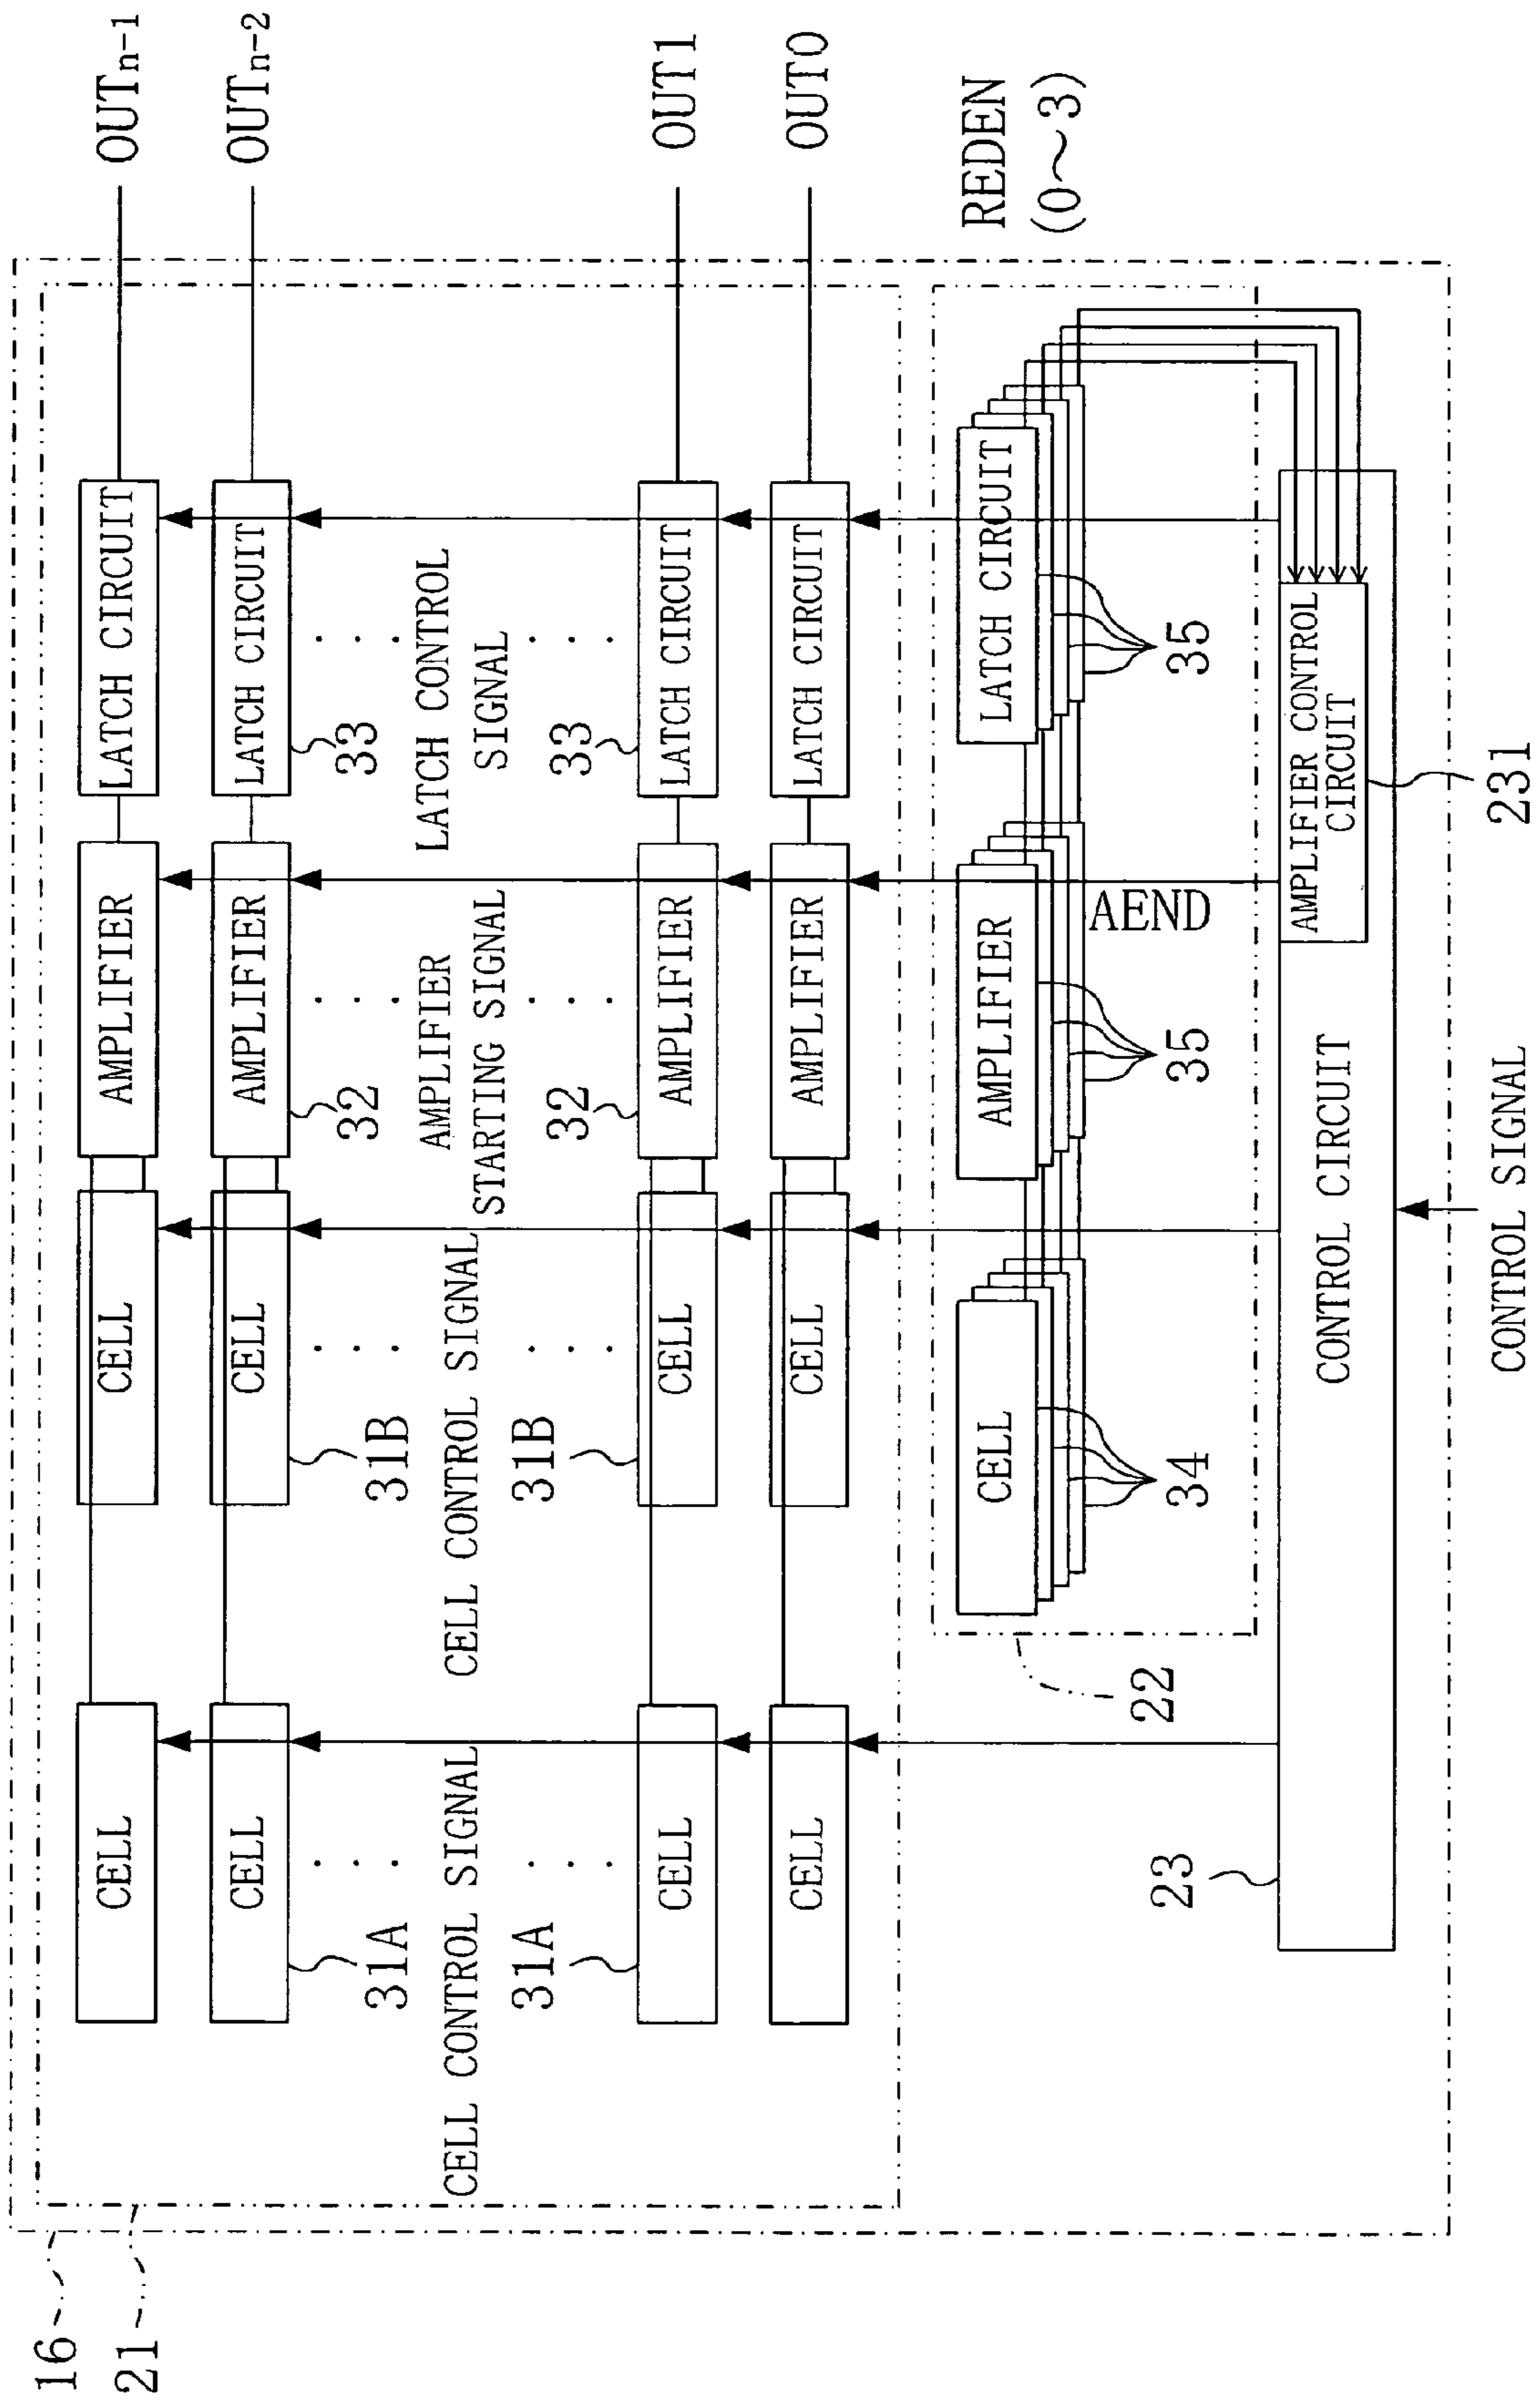 16
21
CELL
CELL
AMPLIFIER
LATCH CIRCUIT
OUTn-1
CELL
CELL
AMPLIFIER
LATCH CIRCUIT
OUTn-2
31A
. . .
31B
. . .
32
. . .
33
. . .
CELL CONTROL SIGNAL
CELL CONTROL SIGNAL
AMPLIFIER
STARTING SIGNAL
LATCH CONTROL
SIGNAL
31A
. . .
31B
. . .
32
. . .
33
. . .
CELL
CELL
AMPLIFIER
LATCH CIRCUIT
OUT1
CELL
CELL
AMPLIFIER
LATCH CIRCUIT
OUT0
CELL
AMPLIFIER
LATCH CIRCUIT
REDEN
(0~3)
AEND
22
34
35
35
23
CONTROL CIRCUIT
AMPLIFIER CONTROL
CIRCUIT
231
CONTROL SIGNAL